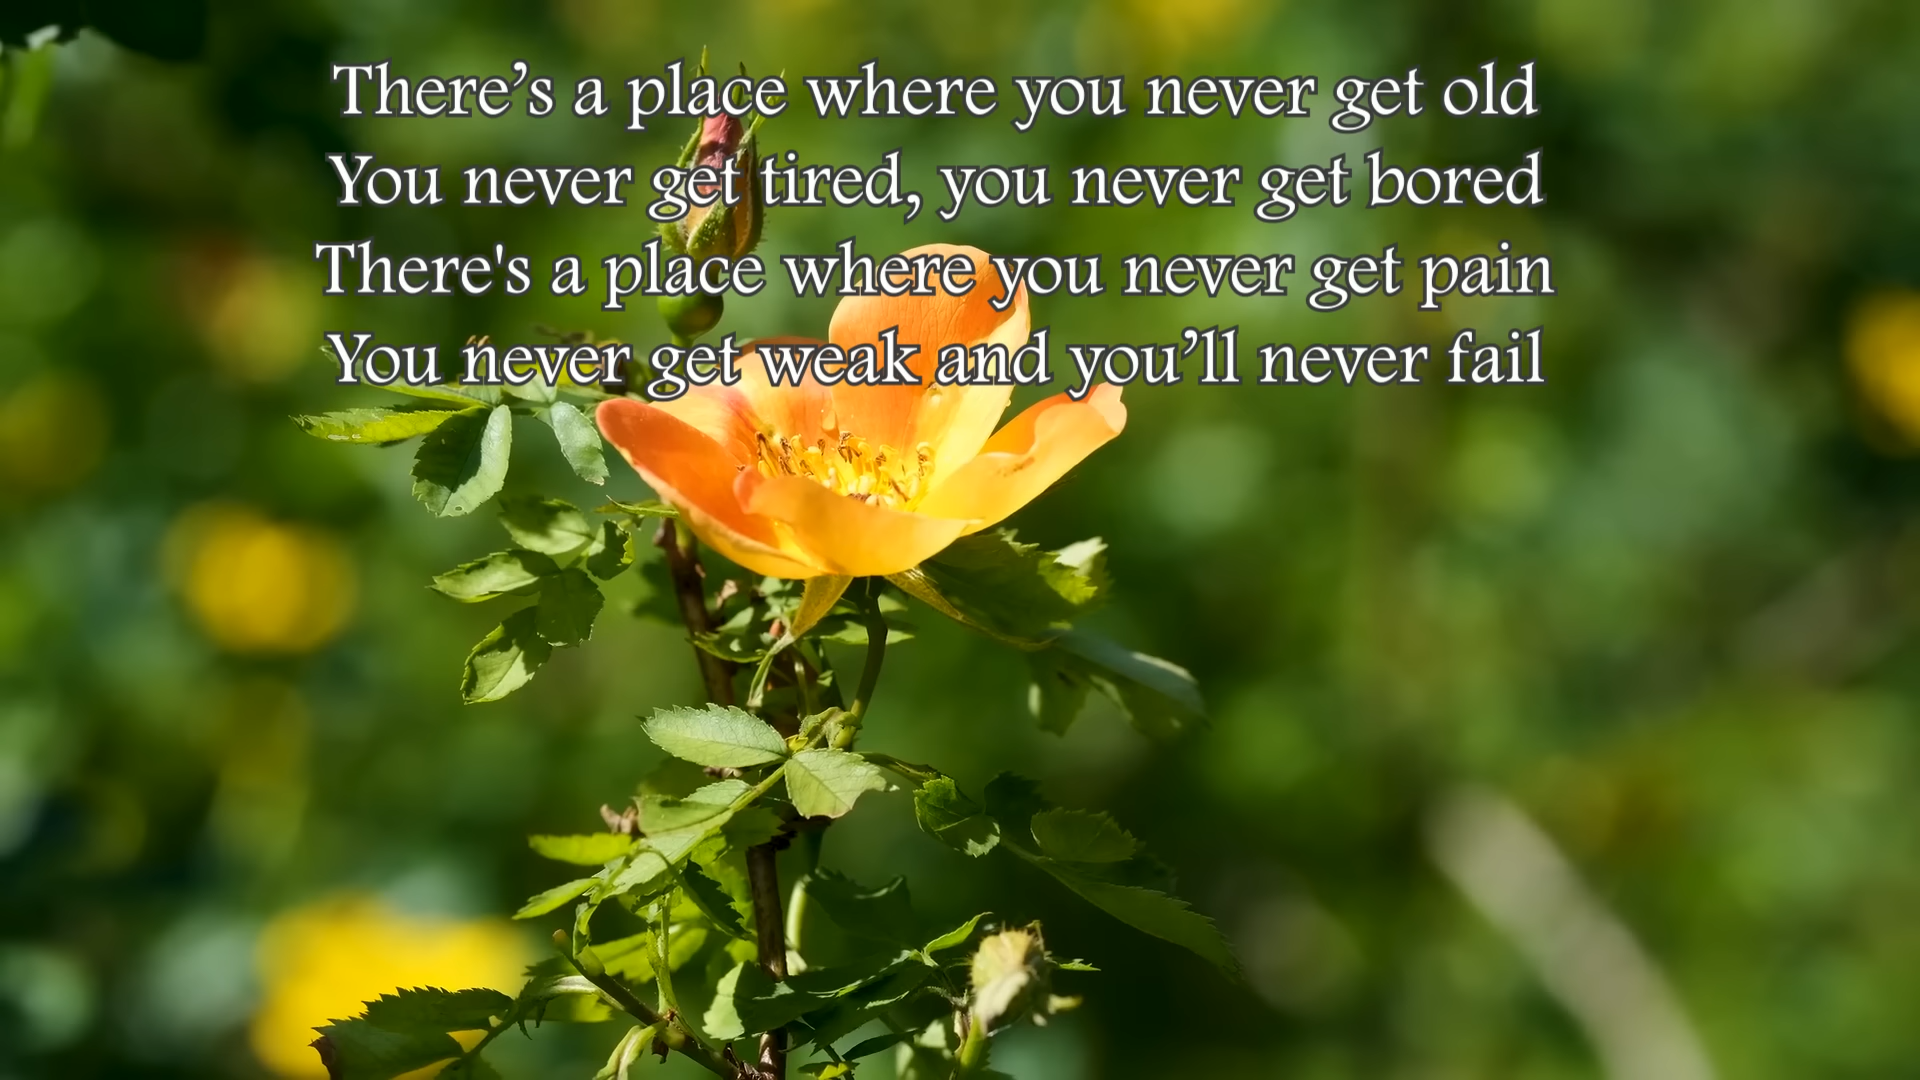 There’s a place where you never get old
You never get tired, you never get bored
There's a place where you never get pain
You never get weak and you’ll never fail